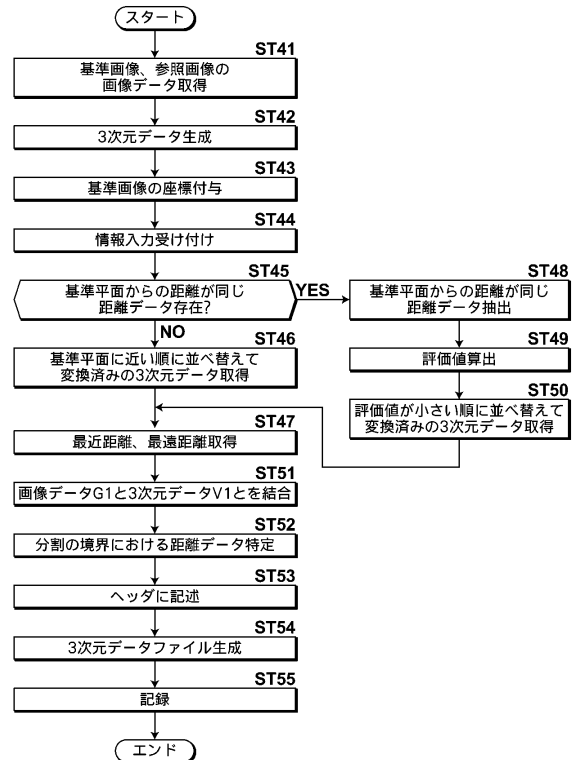 スタート
ST41
基準画像、参照画像の
画像データ取得
ST42
3次元データ生成
ST43
基準画像の座標付与
ST44
情報入力受け付け
ST45
基準平面からの距離が同じ
距離データ存在?
YES
NO
ST48
基準平面からの距離が同じ
距離データ抽出
ST49
評価値算出
ST50
評価値が小さい順に並べ替えて
変換済みの3次元データ取得
ST46
基準平面に近い順に並べ替えて
変換済みの3次元データ取得
ST47
最近距離、最遠距離取得
ST51
画像データG1と3次元データV1とを結合
ST52
分割の境界における距離データ特定
ST53
ヘッダに記述
ST54
3次元データファイル生成
ST55
記録
エンド